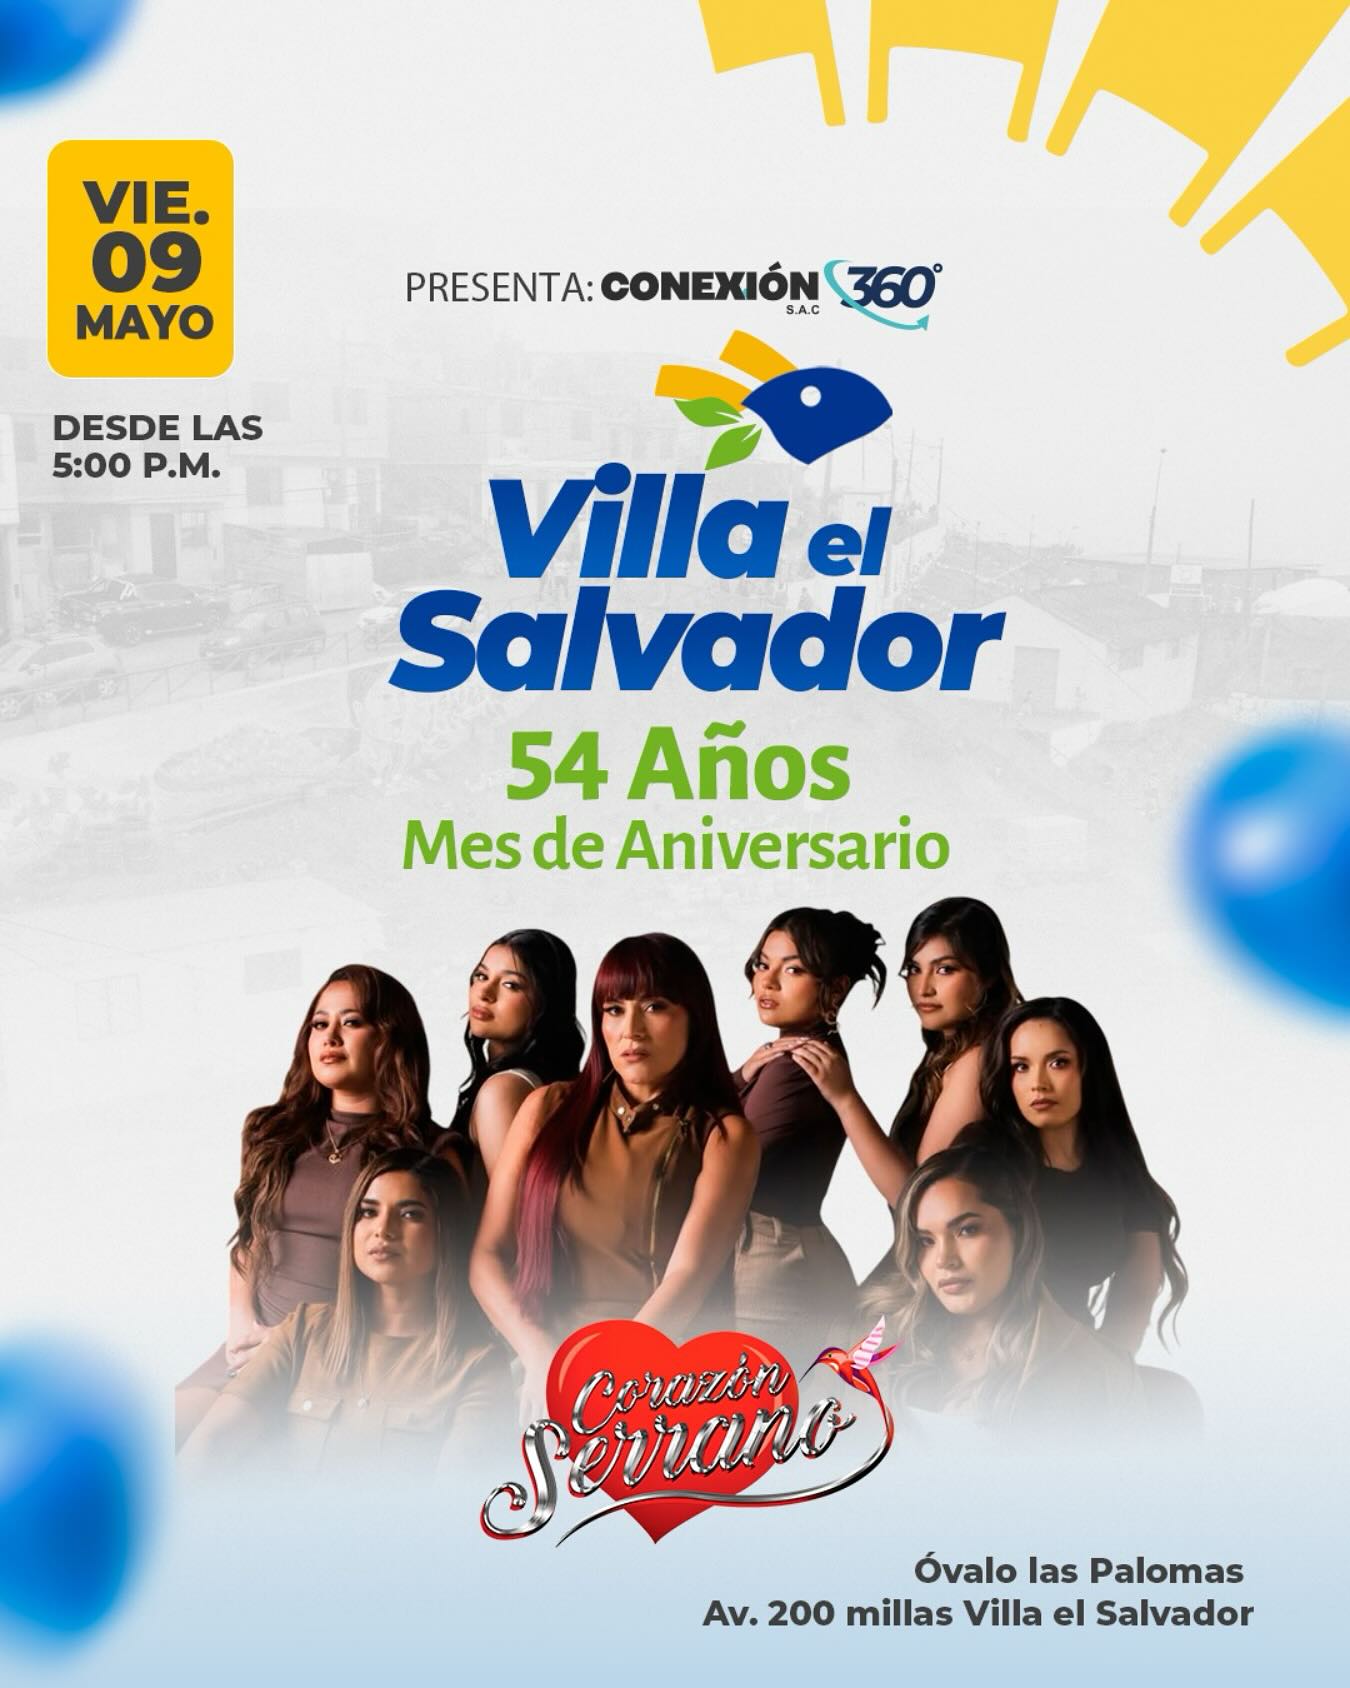 VIE.
09
MAYO
DESDE LAS
5:00 P.M.
PRESENTA: CONEXIÓN 360°
S.A.C
Villa el
Salvador
54 Años
Mes de Aniversario
Corazón
Serrano
Óvalo las Palomas
Av. 200 millas Villa el Salvador